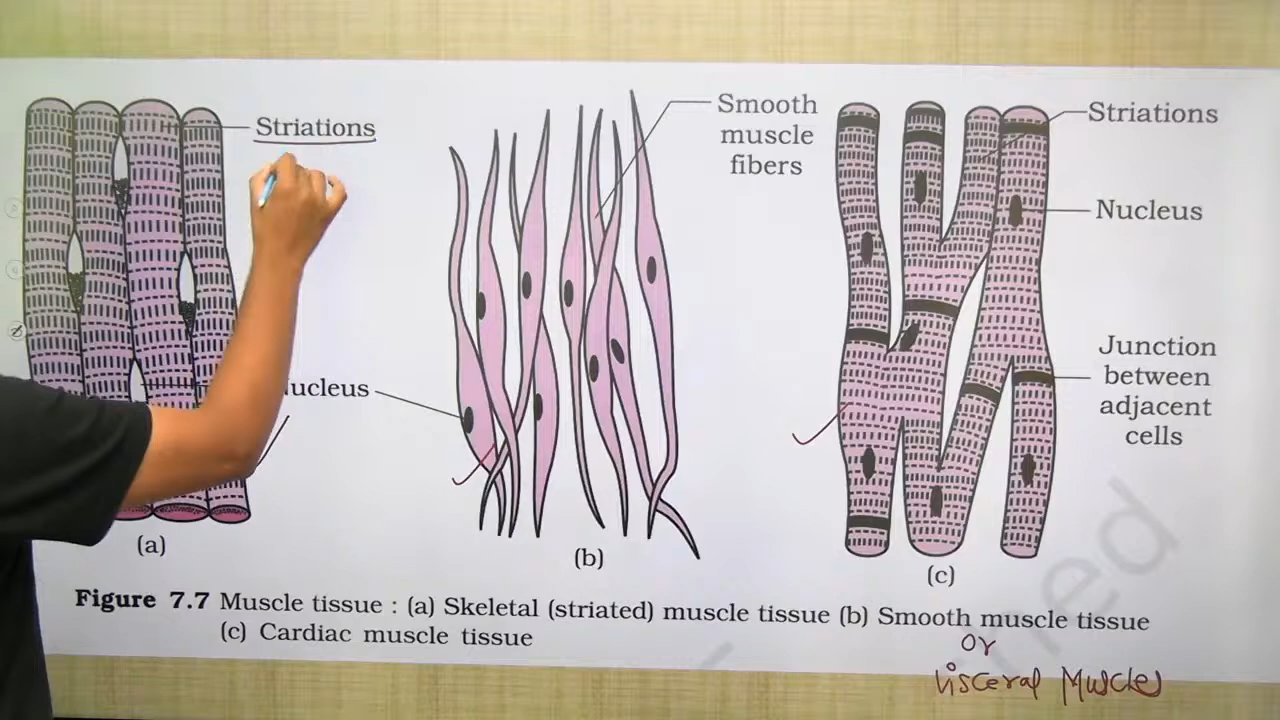 Striations
Smooth
muscle
fibers
Striations
Nucleus
Junction
between
adjacent
cells
ucleus
(a)
(b)
(c)
Figure 7.7 Muscle tissue : (a) Skeletal (striated) muscle tissue (b) Smooth muscle tissue
(c) Cardiac muscle tissue
or
Visceral Muscles